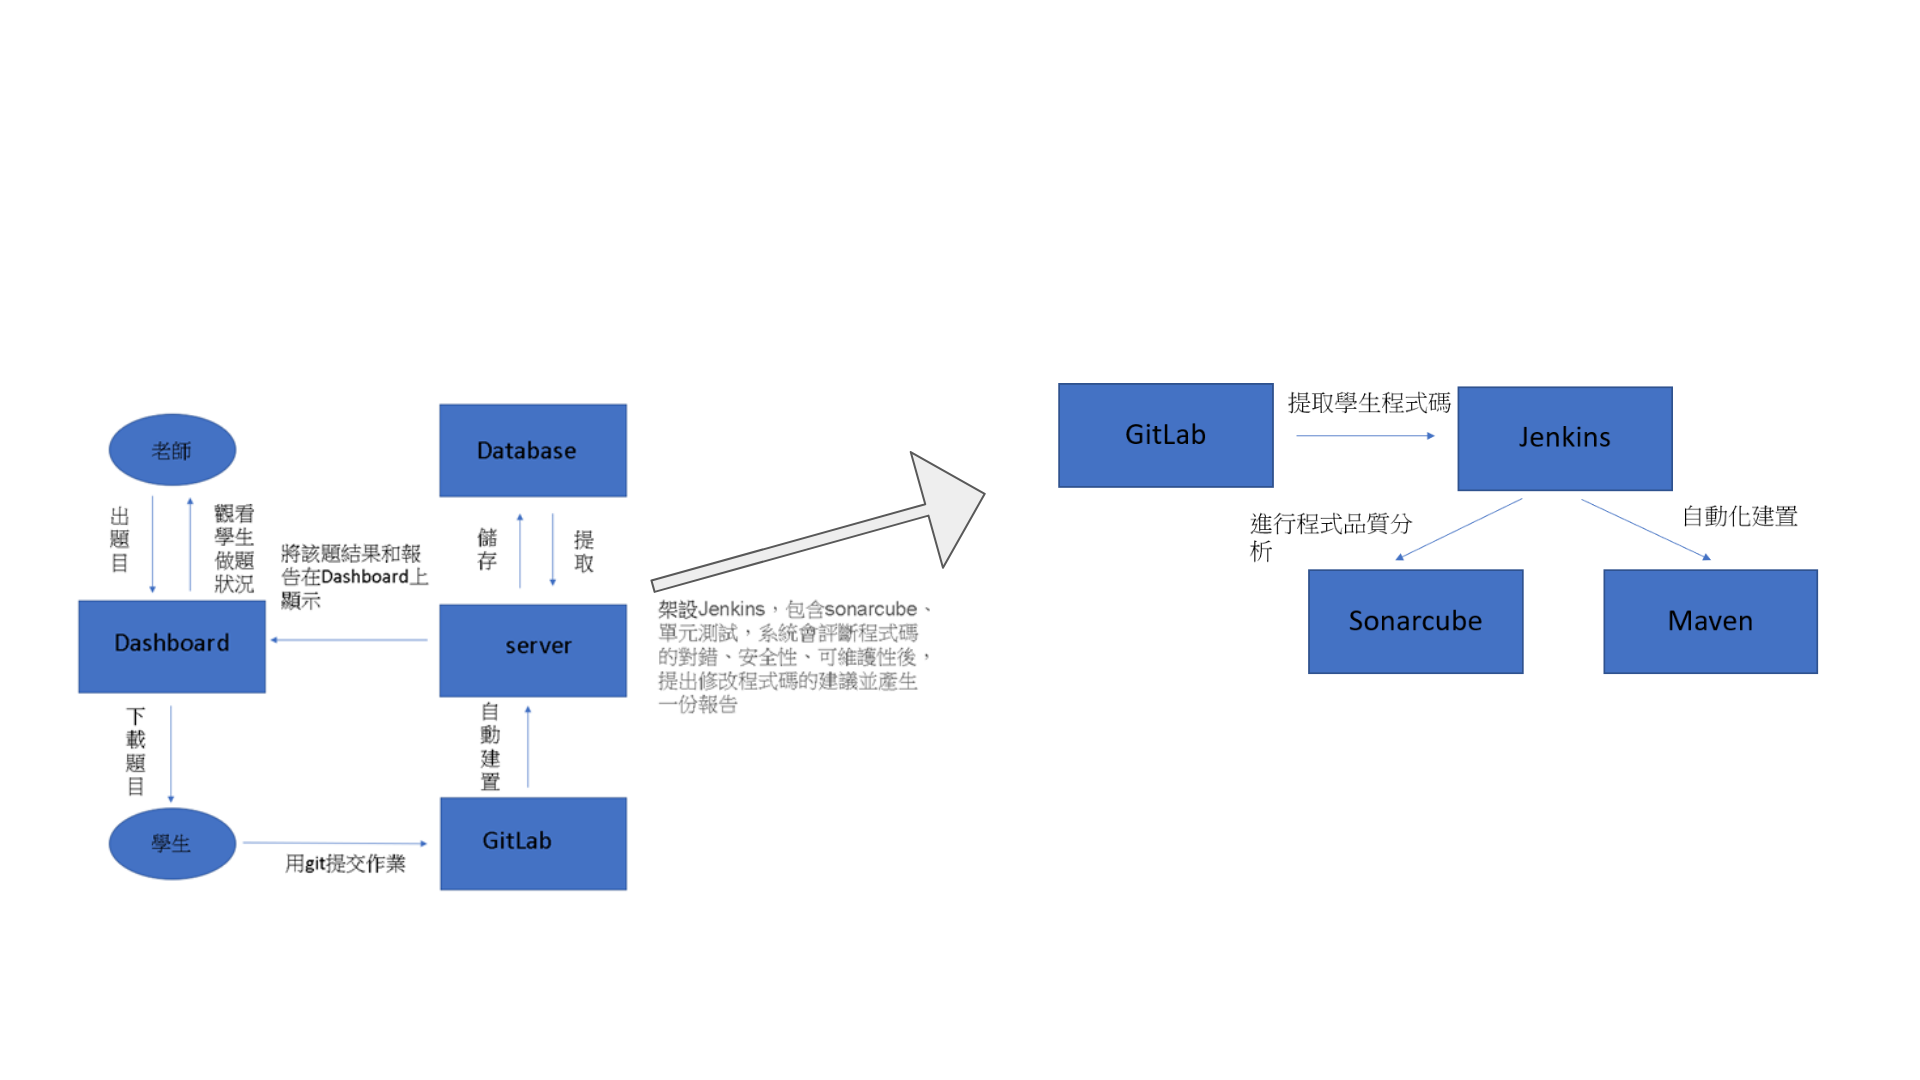 老師
出
題
目
觀看
學生
做題
狀況
Dashboard
下
載
題
目
學生
用git提交作業
將該題結果和報
告在Dashboard上
顯示
Database
儲
存
提
取
server
自
動
建
置
GitLab
架設Jenkins，包含sonarcube、
單元測試，系統會評斷程式碼
的對錯、安全性、可維護性後，
提出修改程式碼的建議並產生
一份報告
GitLab
提取學生程式碼
Jenkins
進行程式品質分
析
自動化建置
Sonarcube
Maven